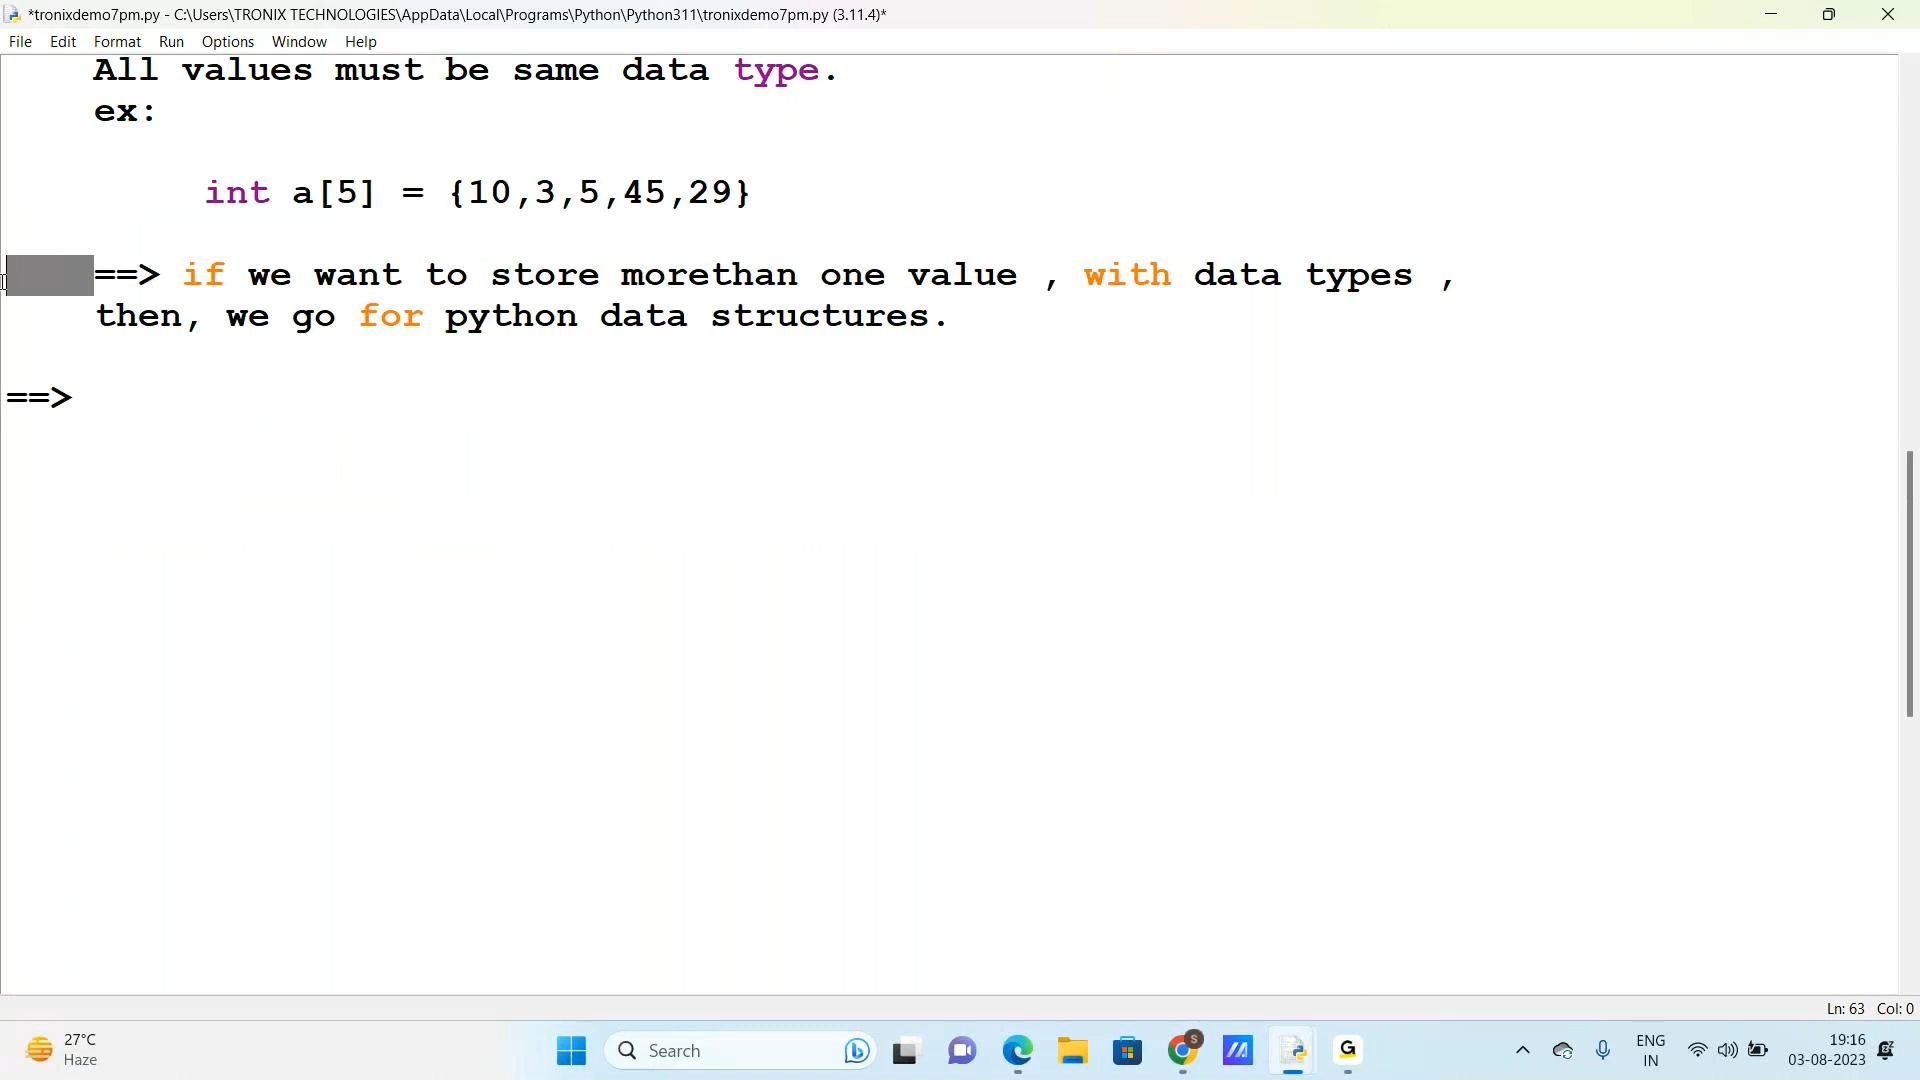 *tronixdemo7pm.py - C:\Users\TRONIX TECHNOLOGIES\AppData\Local\Programs\Python\Python311\tronixdemo7pm.py (3.11.4)*
File Edit Format Run Options Window Help
All values must be same data type.
ex:
int a[5] = {10,3,5,45,29}
==> if we want to store morethan one value , with data types ,
then, we go for python data structures.
==>
Ln: 63 Col: 0
27°C
Haze
Search
S
G
ENG
IN
19:16
03-08-2023